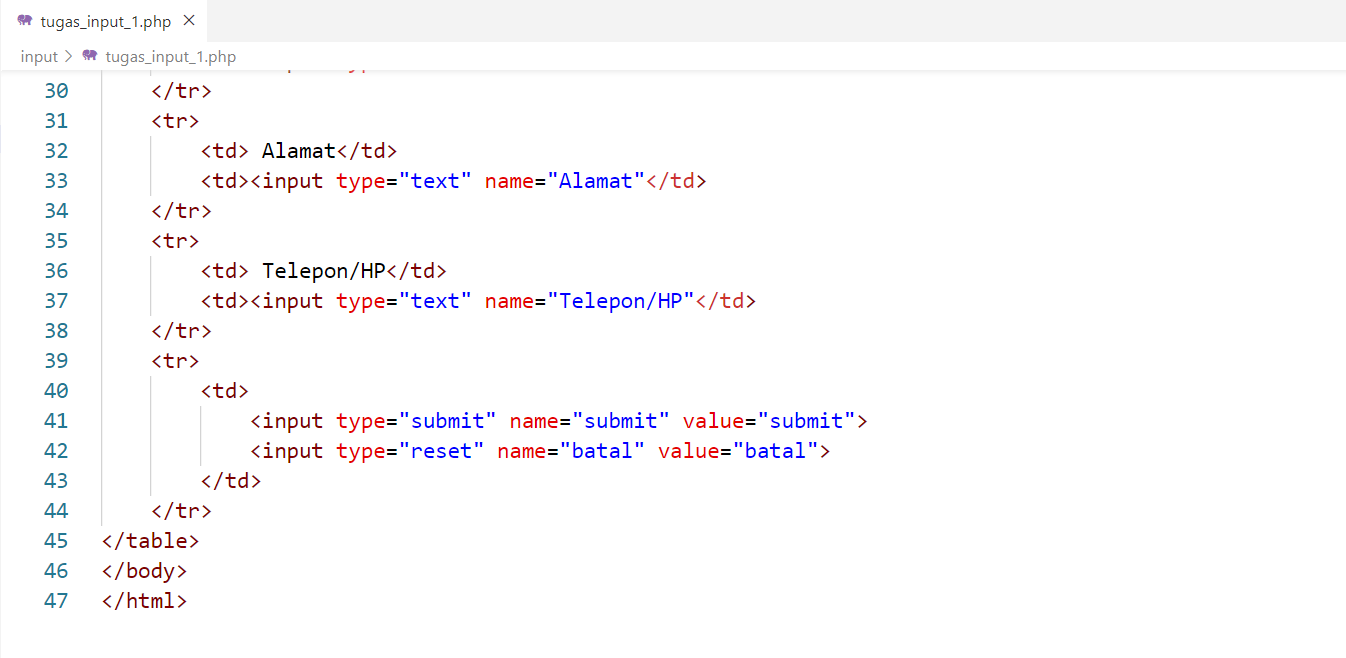 tugas_input_1.php
input > tugas_input_1.php
30 </tr>
31 <tr>
32 <td> Alamat</td>
33 <td><input type="text" name="Alamat"</td>
34 </tr>
35 <tr>
36 <td> Telepon/HP</td>
37 <td><input type="text" name="Telepon/HP"</td>
38 </tr>
39 <tr>
40 <td>
41 <input type="submit" name="submit" value="submit">
42 <input type="reset" name="batal" value="batal">
43 </td>
44 </tr>
45 </table>
46 </body>
47 </html>